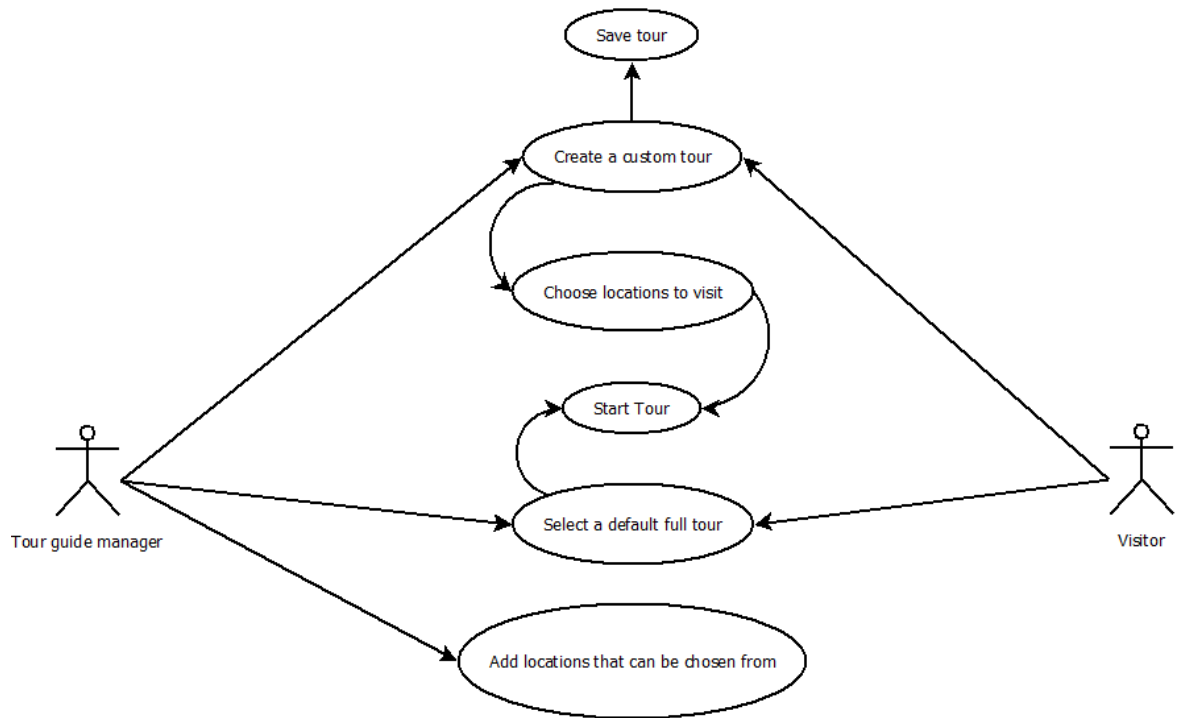 Save tour
Create a custom tour
Choose locations to visit
Start Tour
Select a default full tour
Tour guide manager
Visitor
Add locations that can be chosen from